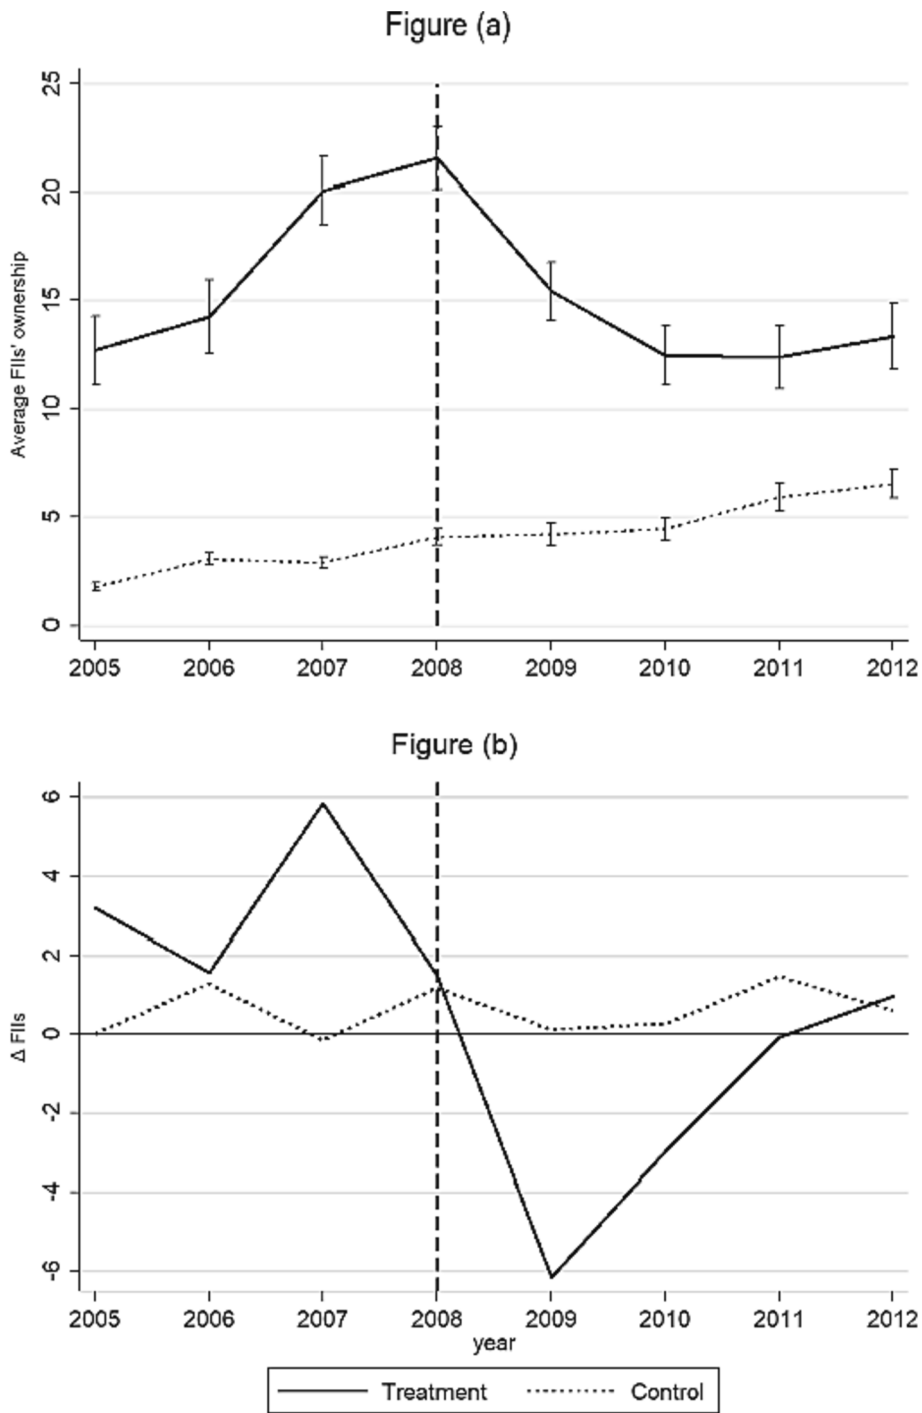 Figure (a)
25
20
15
10
5
0
Average FIIs' ownership
2005 2006 2007 2008 2009 2010 2011 2012
Figure (b)
6
4
2
0
-2
-4
-6
Δ FIIs
2005 2006 2007 2008 2009 2010 2011 2012
year
Treatment Control